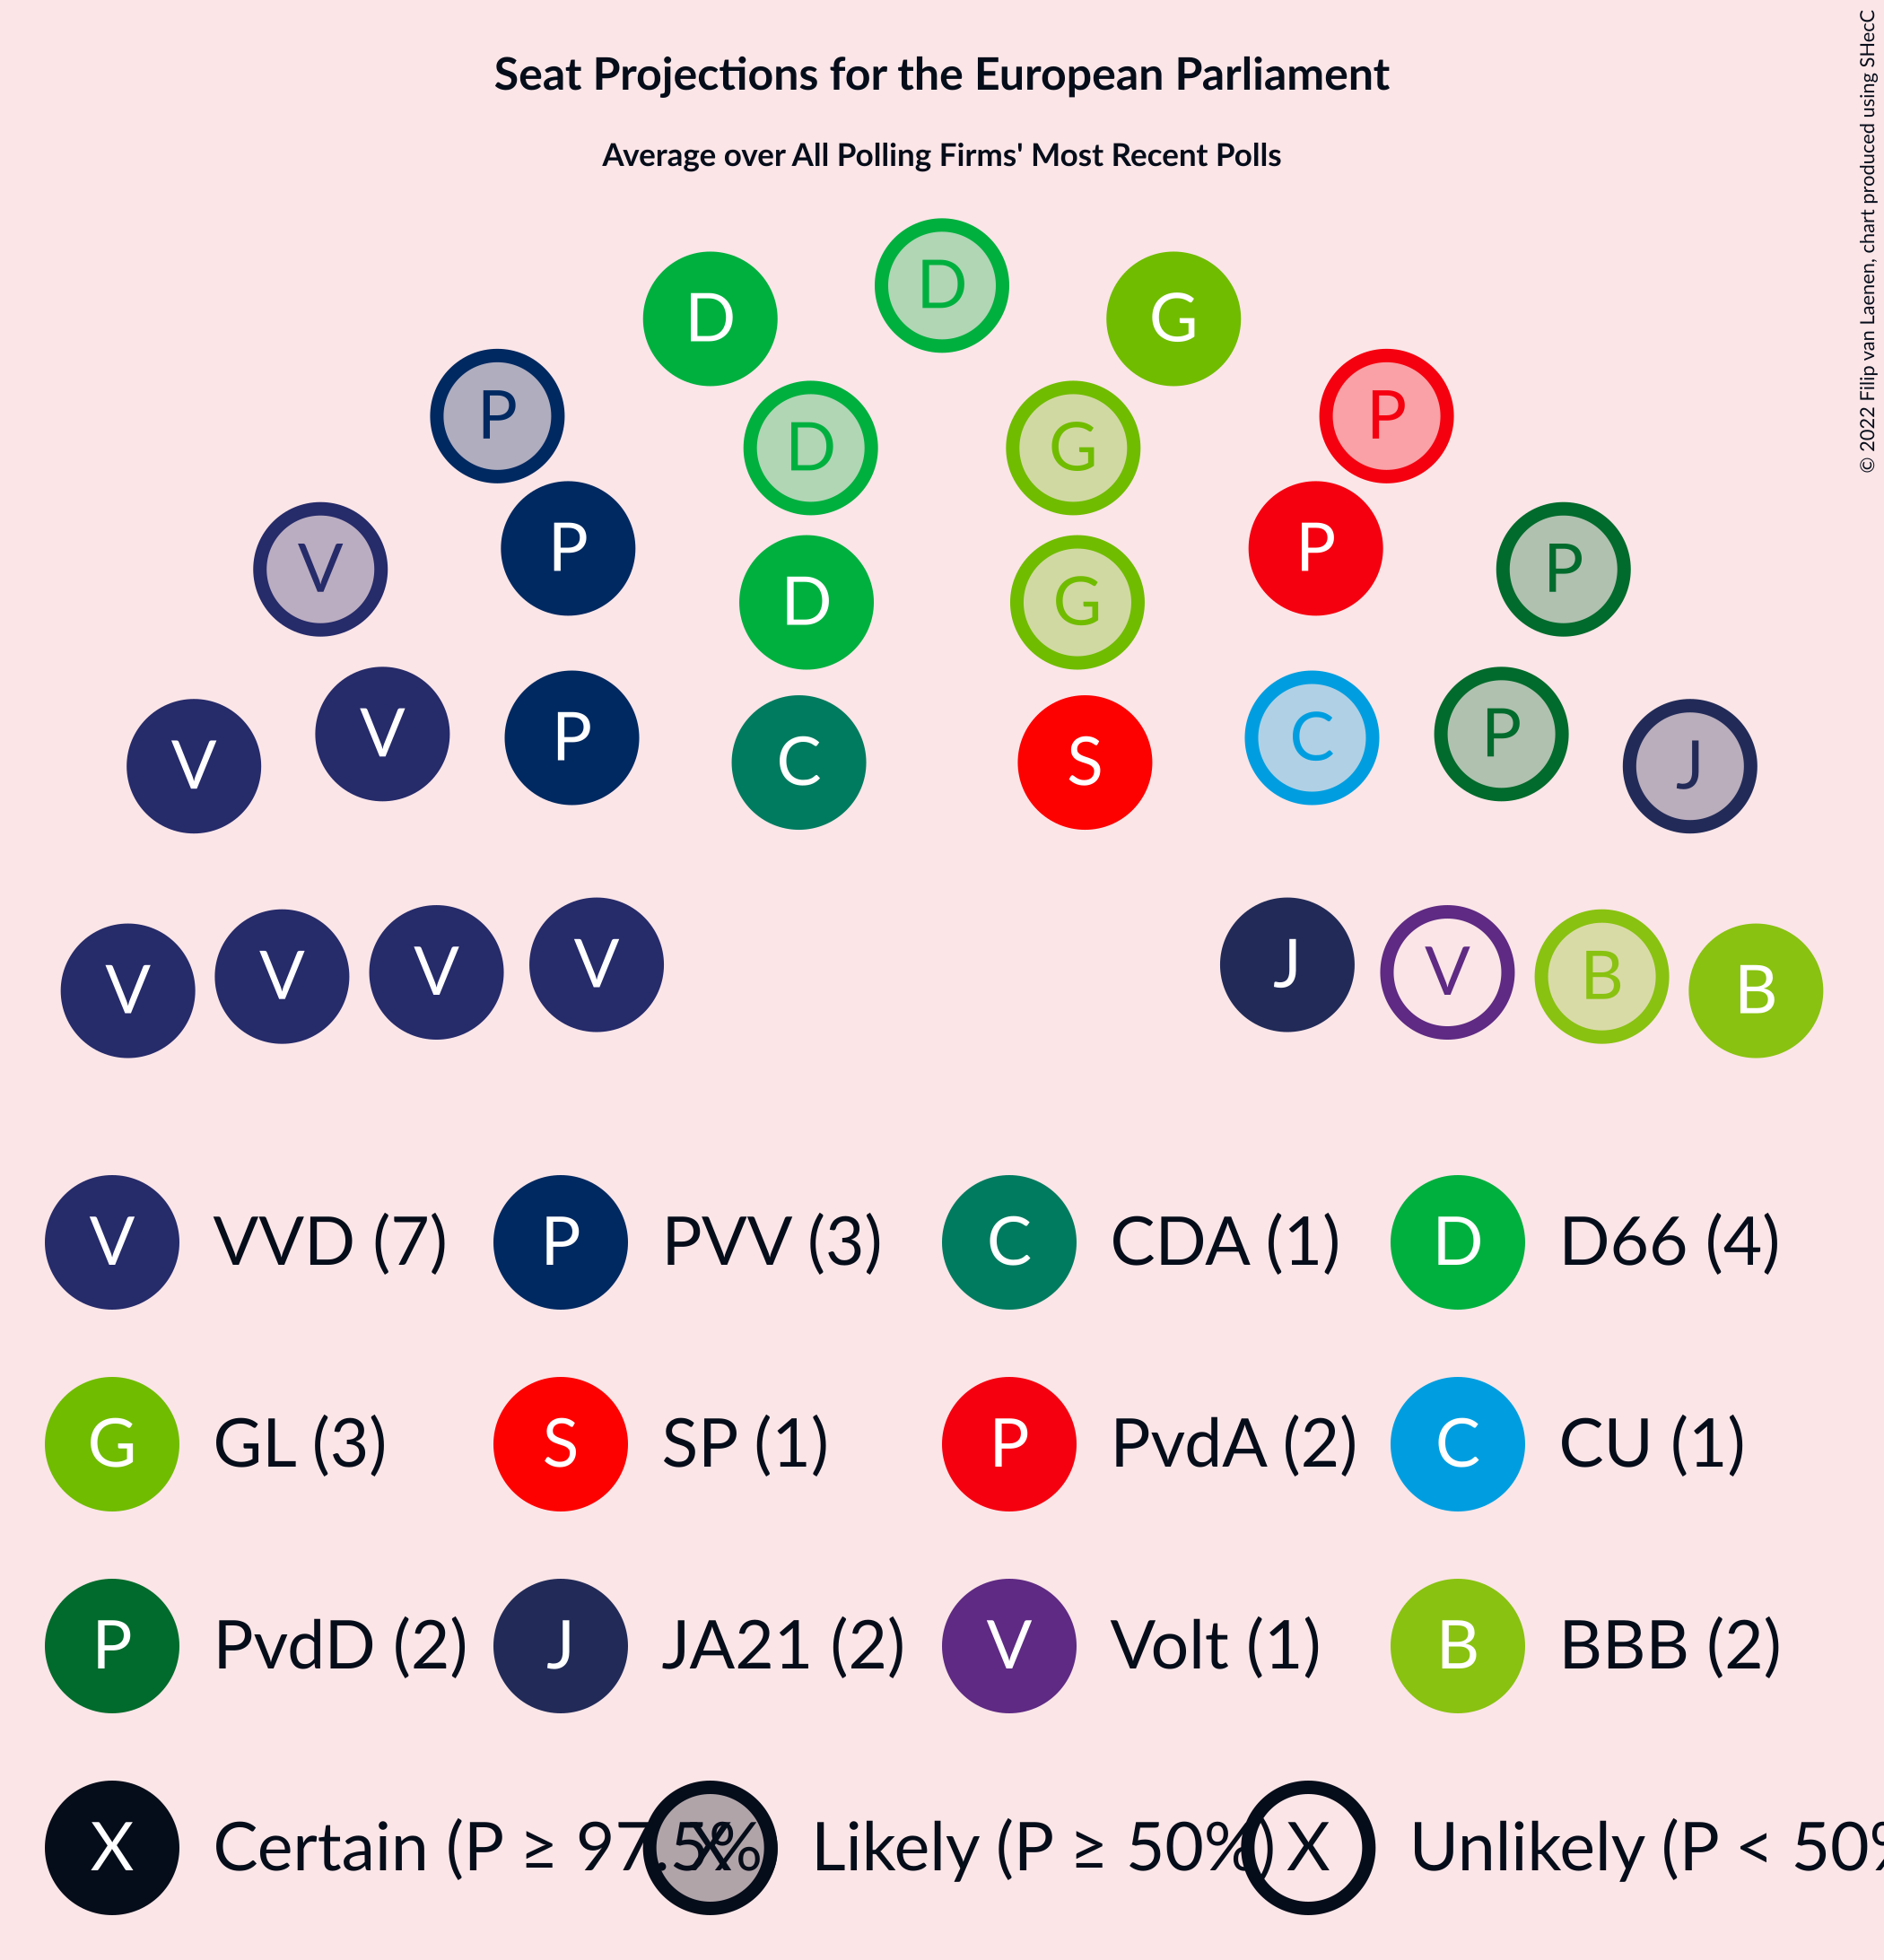 Seat Projections for the European Parliament
Average over All Polling Firms' Most Recent Polls
© 2022 Filip van Laenen, chart produced using SHecC
D
D G
D
P P
D G
V P
P P
D G
V P
V J
V P C S C P
V V V V J V B B
V VVD (7) P PVV (3) C CDA (1) D D66 (4)
G GL (3) S SP (1) P PvdA (2) C CU (1)
P PvdD (2) J JA21 (2) V Volt (1) B BBB (2)
X Certain (P ≥ 97.5% X Likely (P ≥ 50%) X Unlikely (P < 50%